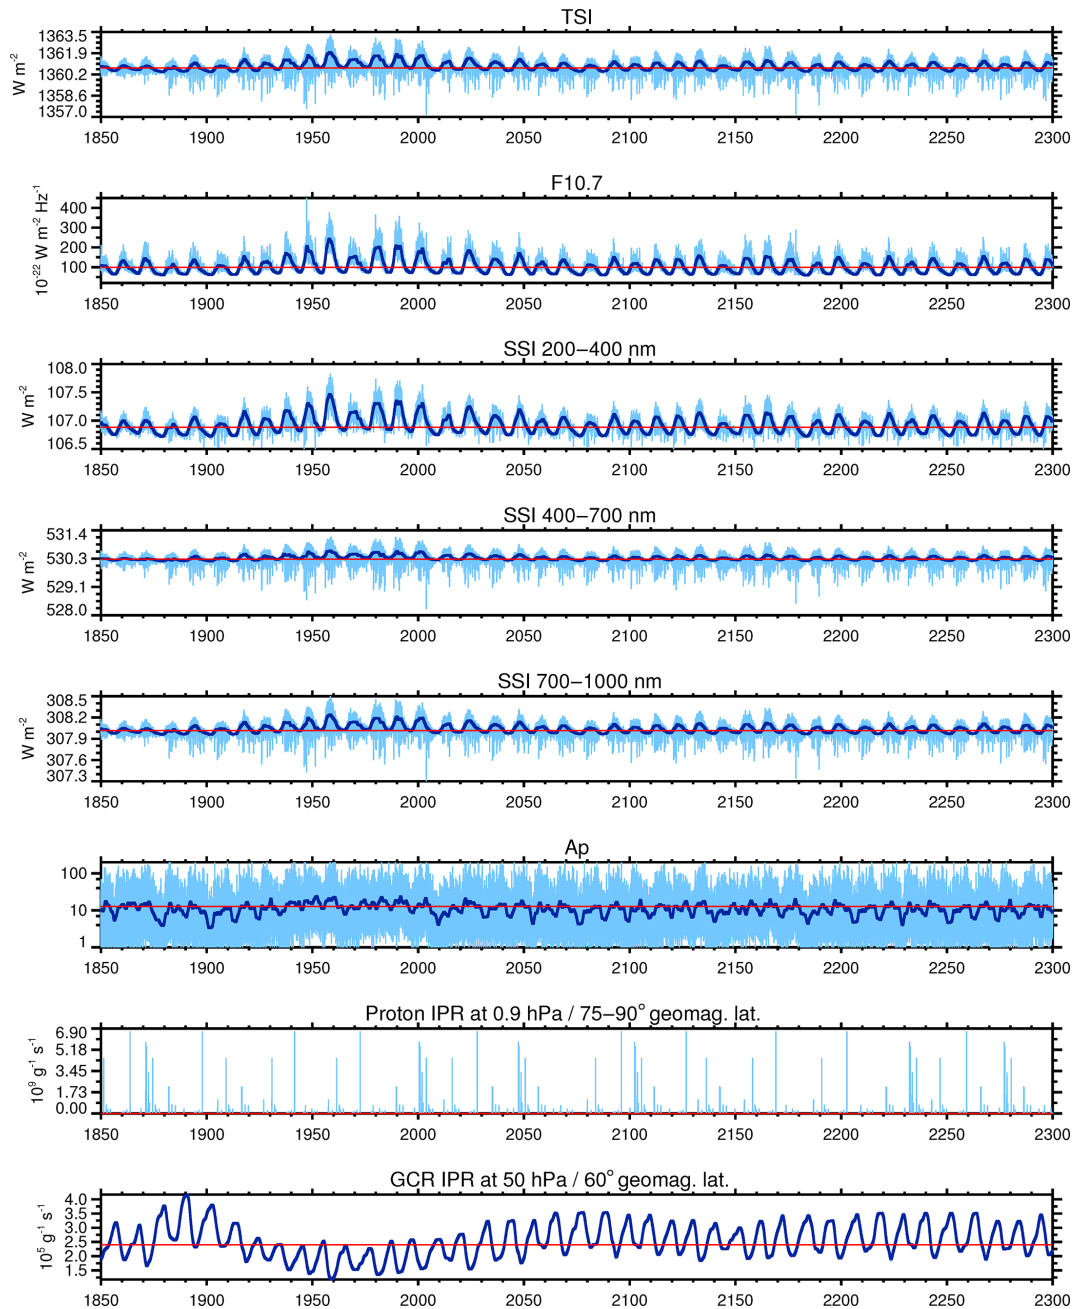 TSI
1363.5
1361.9
1360.2
1358.6
1357.0
W m-2
1850 1900 1950 2000 2050 2100 2150 2200 2250 2300
F10.7
400
300
200
100
10-22 W m-2 Hz-1
1850 1900 1950 2000 2050 2100 2150 2200 2250 2300
SSI 200–400 nm
108.0
107.5
107.0
106.5
W m-2
1850 1900 1950 2000 2050 2100 2150 2200 2250 2300
SSI 400–700 nm
531.4
530.3
529.1
528.0
W m-2
1850 1900 1950 2000 2050 2100 2150 2200 2250 2300
SSI 700–1000 nm
308.5
308.2
307.9
307.6
307.3
W m-2
1850 1900 1950 2000 2050 2100 2150 2200 2250 2300
Ap
100
10
1
1850 1900 1950 2000 2050 2100 2150 2200 2250 2300
Proton IPR at 0.9 hPa / 75–90° geomag. lat.
6.90
5.18
3.45
1.73
0.00
10⁹ g-1 s-1
1850 1900 1950 2000 2050 2100 2150 2200 2250 2300
GCR IPR at 50 hPa / 60° geomag. lat.
4.0
3.5
3.0
2.5
2.0
1.5
10⁵ g-1 s-1
1850 1900 1950 2000 2050 2100 2150 2200 2250 2300